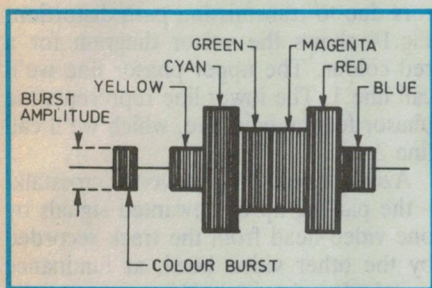 GREEN
MAGENTA
CYAN
RED
YELLOW
BLUE
BURST
AMPLITUDE
COLOUR BURST